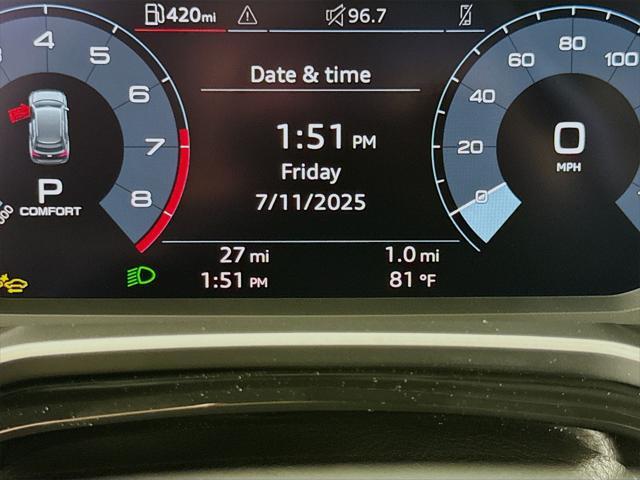 420mi
96.7
Date & time
1:51 PM
Friday
7/11/2025
27 mi
1.0 mi
1:51 PM
81 °F
4
5
6
7
8
P
COMFORT
0
20
40
60
80
100
0
MPH